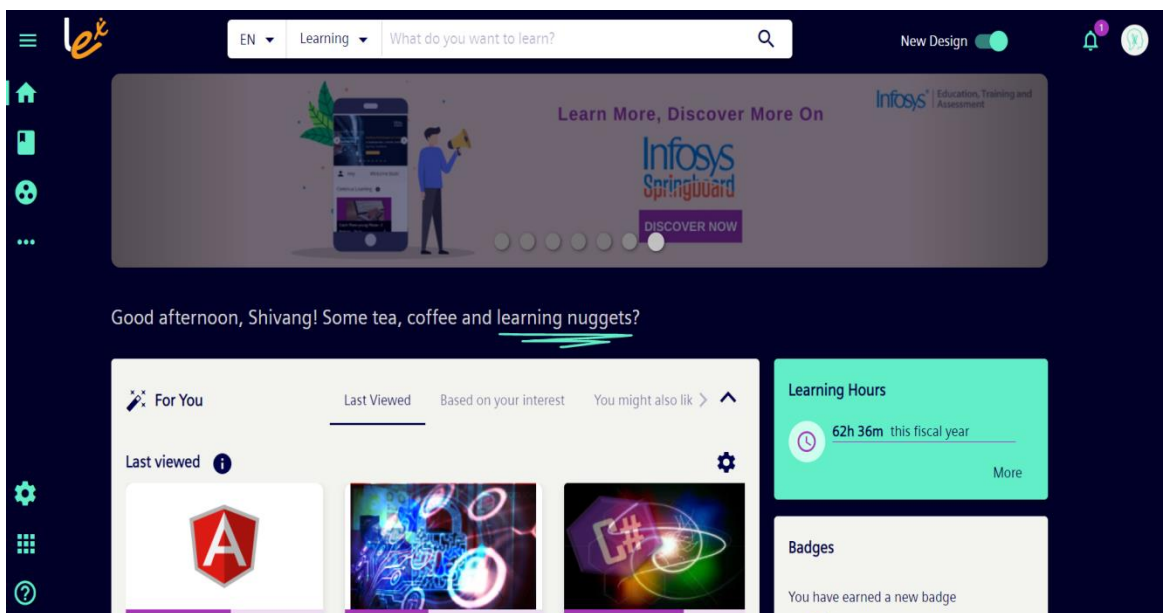 lex
EN Learning What do you want to learn? New Design 1
Infosys® | Education, Training and
Assessment
Learn More, Discover More On
Infosys
Springboard
DISCOVER NOW
Good afternoon, Shivang! Some tea, coffee and learning nuggets?
For You Last Viewed Based on your interest You might also lik
Last viewed
Learning Hours
62h 36m this fiscal year
More
A
C#
Badges
You have earned a new badge